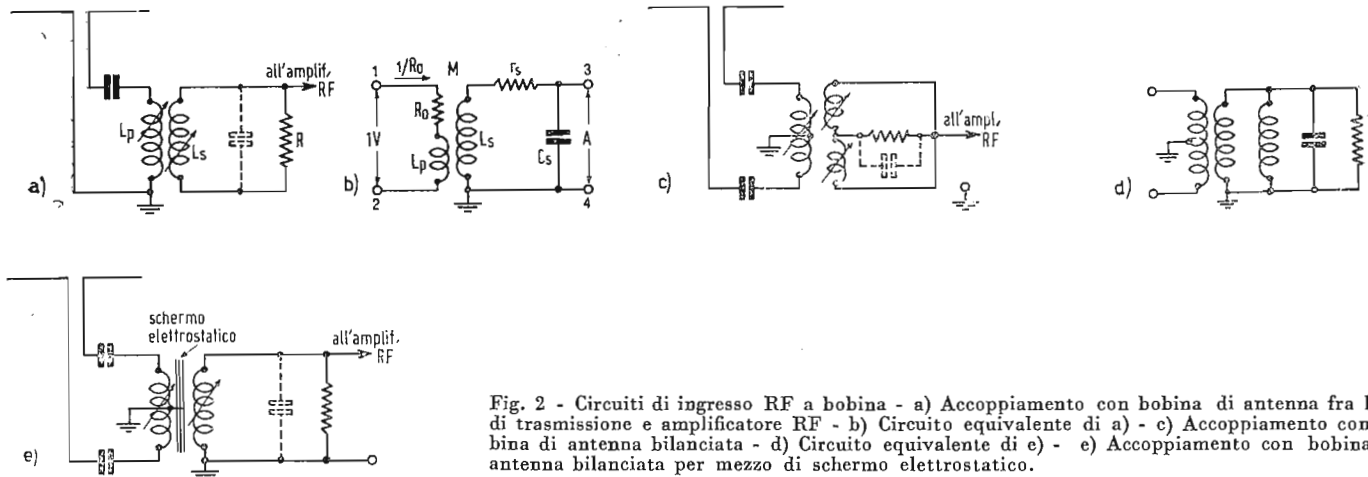 all'amplif.
RF
Lp
Ls
R
a)
1
1/Ro
M
rs
3
Ro
1V
Ls
Lp
Cs
A
b)
2
4
all'ampl,
RF
c)
d)
schermo
elettrostatico
all'amplif.
RF
e)
Fig. 2 - Circuiti di ingresso RF a bobina - a) Accoppiamento con bobina di antenna fra l
di trasmissione e amplificatore RF - b) Circuito equivalente di a) - c) Accoppiamento con
bina di antenna bilanciata - d) Circuito equivalente di e) - e) Accoppiamento con bobina
antenna bilanciata per mezzo di schermo elettrostatico.